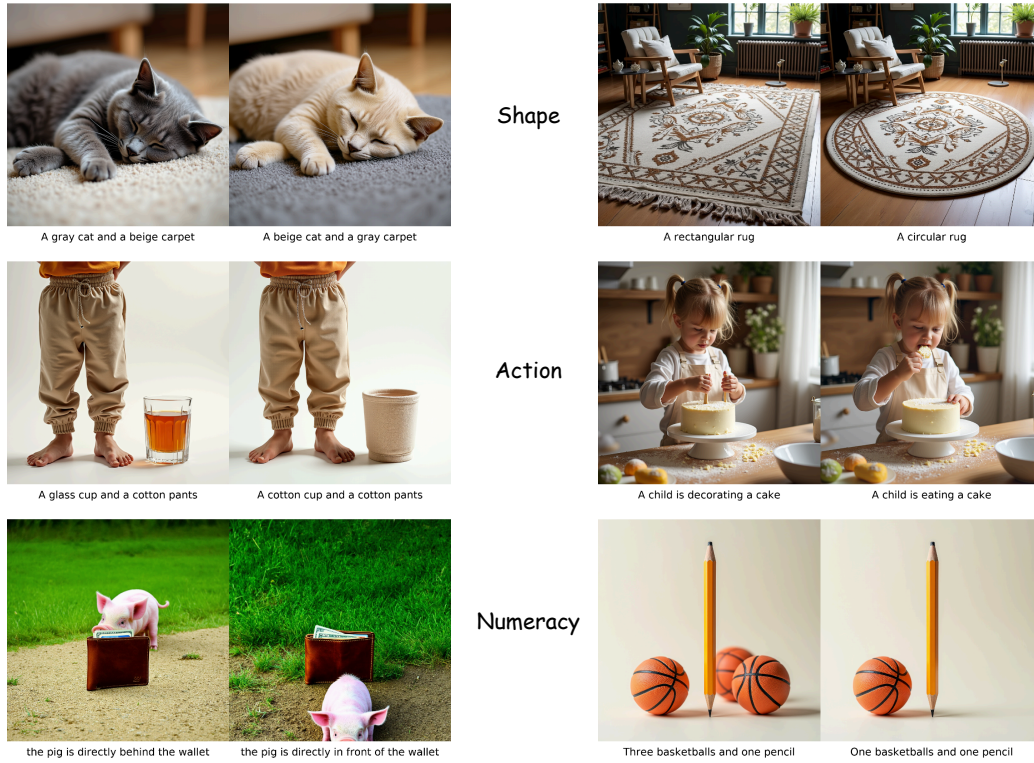 A gray cat and a beige carpet
A beige cat and a gray carpet
Shape
A rectangular rug
A circular rug
A glass cup and a cotton pants
A cotton cup and a cotton pants
Action
A child is decorating a cake
A child is eating a cake
the pig is directly behind the wallet
the pig is directly in front of the wallet
Numeracy
Three basketballs and one pencil
One basketballs and one pencil